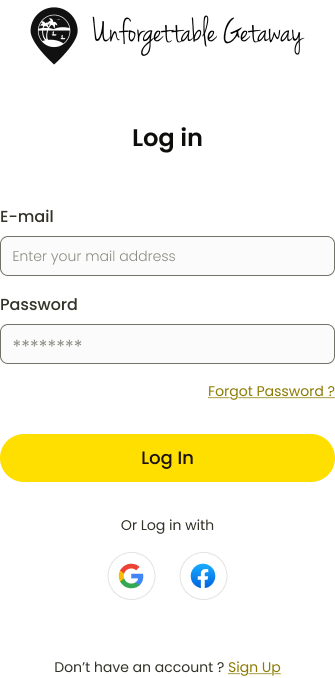 Unforgettable Getaway
Log in
E-mail
Enter your mail address
Password
********
Forgot Password ?
Log In
Or Log in with
Don't have an account ? Sign Up